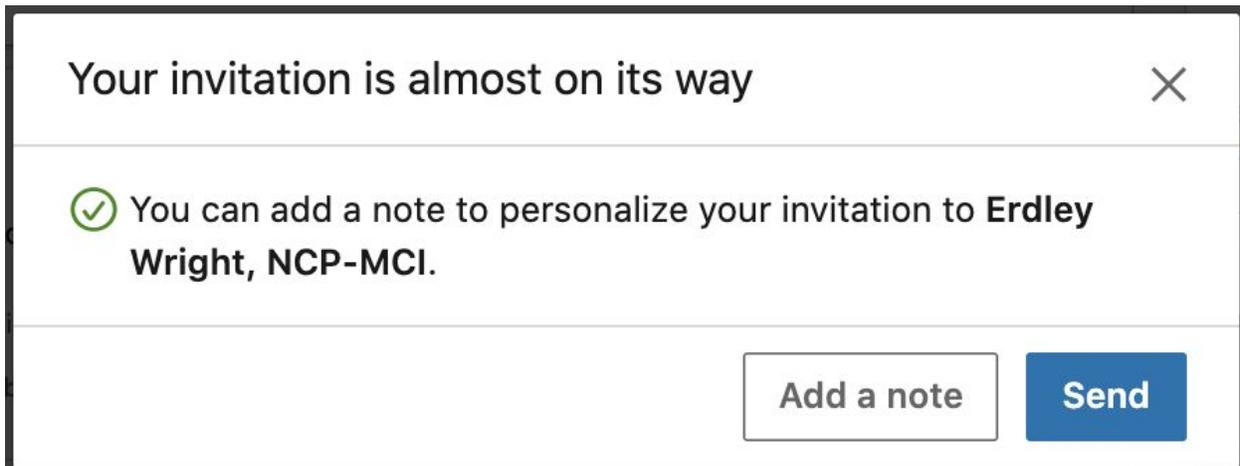 Your invitation is almost on its way
You can add a note to personalize your invitation to Erdley
Wright, NCP-MCI.
Add a note
Send